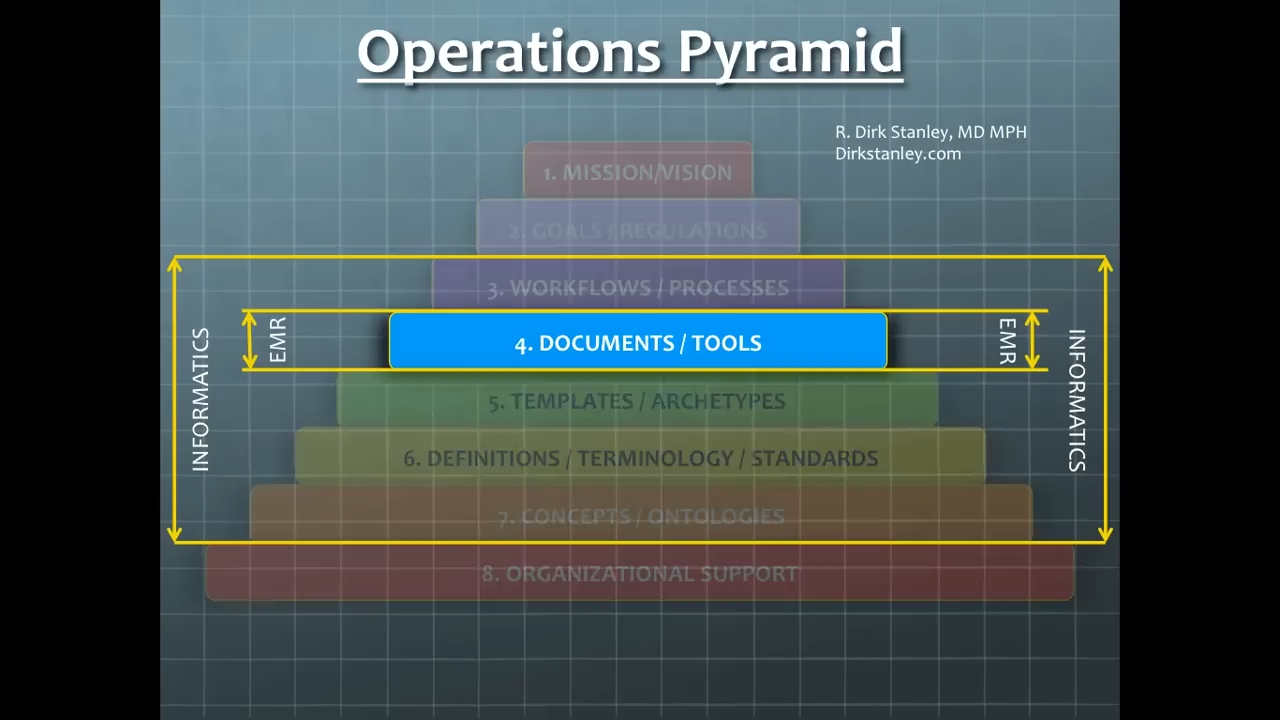 Operations Pyramid
R. Dirk Stanley, MD MPH
Dirkstanley.com
1. MISSION/VISION
2. GOALS / REGULATIONS
3. WORKFLOWS / PROCESSES
4. DOCUMENTS / TOOLS
5. TEMPLATES / ARCHETYPES
6. DEFINITIONS / TERMINOLOGY / STANDARDS
7. CONCEPTS / ONTOLOGIES
8. ORGANIZATIONAL SUPPORT
INFORMATICS
EMR
EMR
INFORMATICS